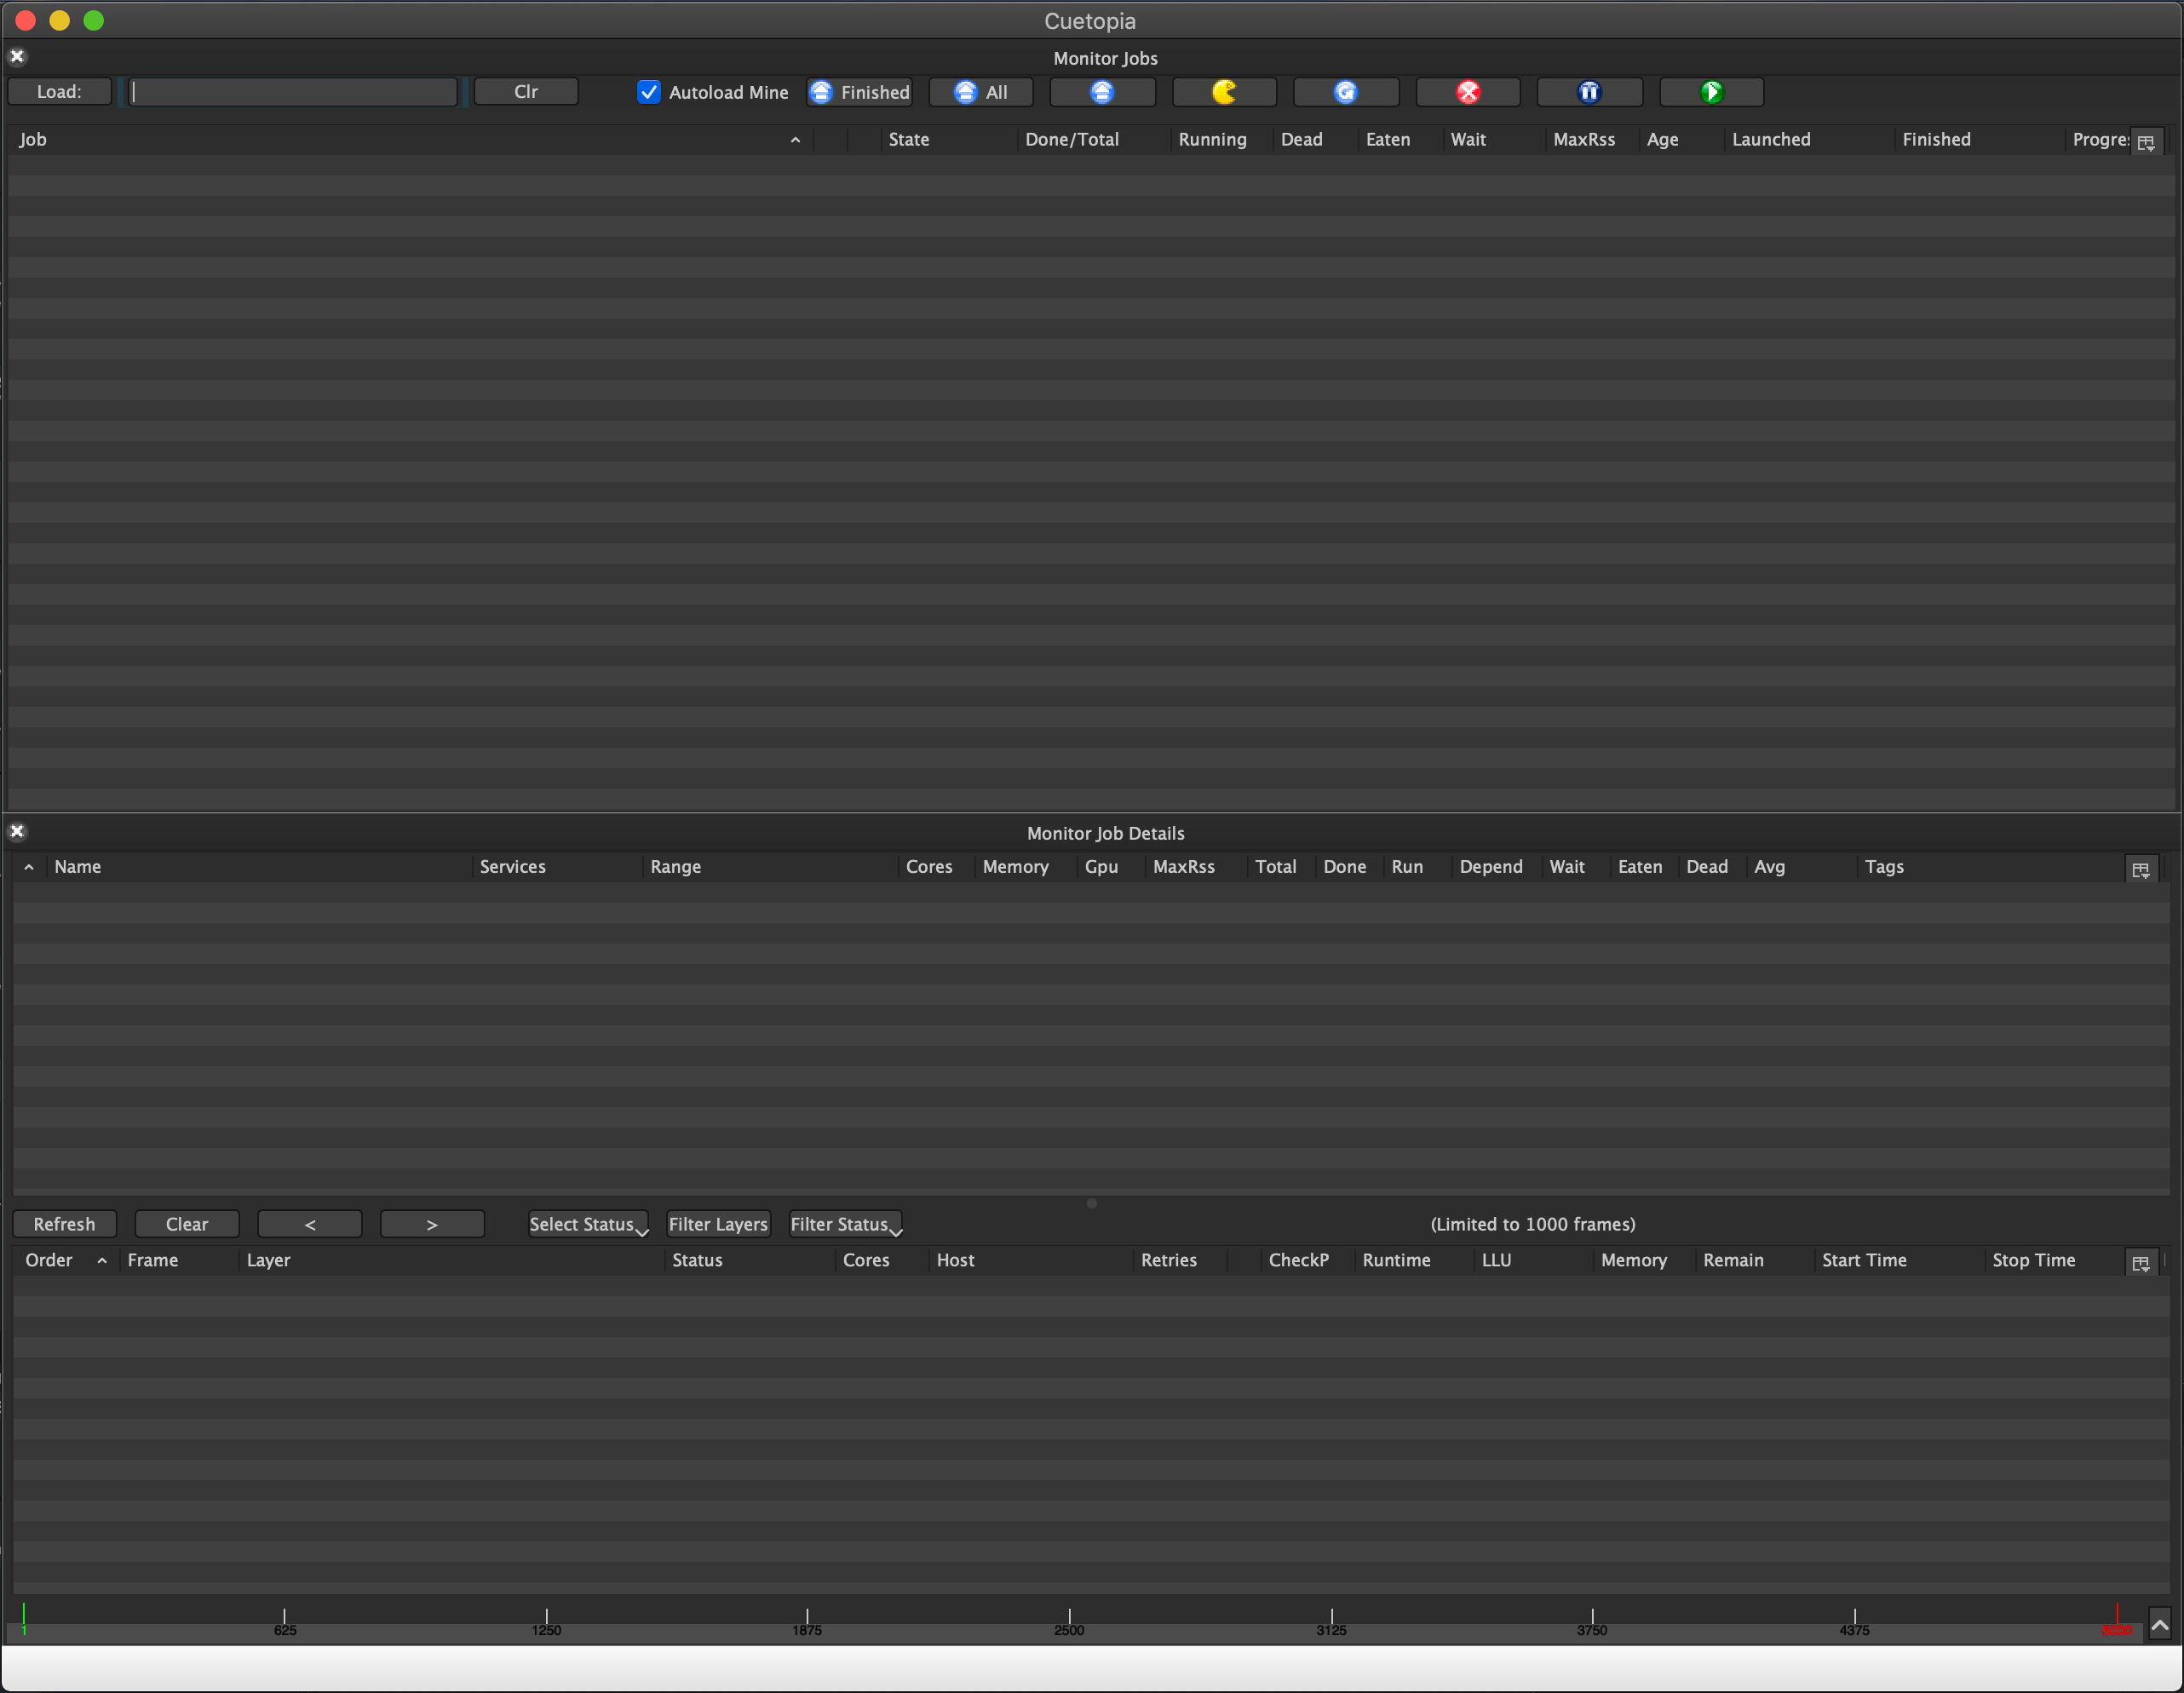 Cuetopia
Monitor Jobs
Load: Clr Autoload Mine Finished All
Job State Done/Total Running Dead Eaten Wait MaxRss Age Launched Finished Progre
Monitor Job Details
Name Services Range Cores Memory Gpu MaxRss Total Done Run Depend Wait Eaten Dead Avg Tags
Refresh Clear < > Select Status Filter Layers Filter Status (Limited to 1000 frames)
Order Frame Layer Status Cores Host Retries CheckP Runtime LLU Memory Remain Start Time Stop Time
1 625 1250 1875 2500 3125 3750 4375 5000